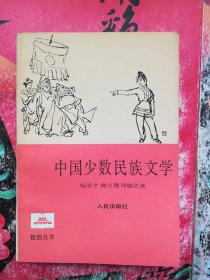 中国少数民族文学
杨亮才 陶立璠 邓敏文著
人民出版社
祖国丛书